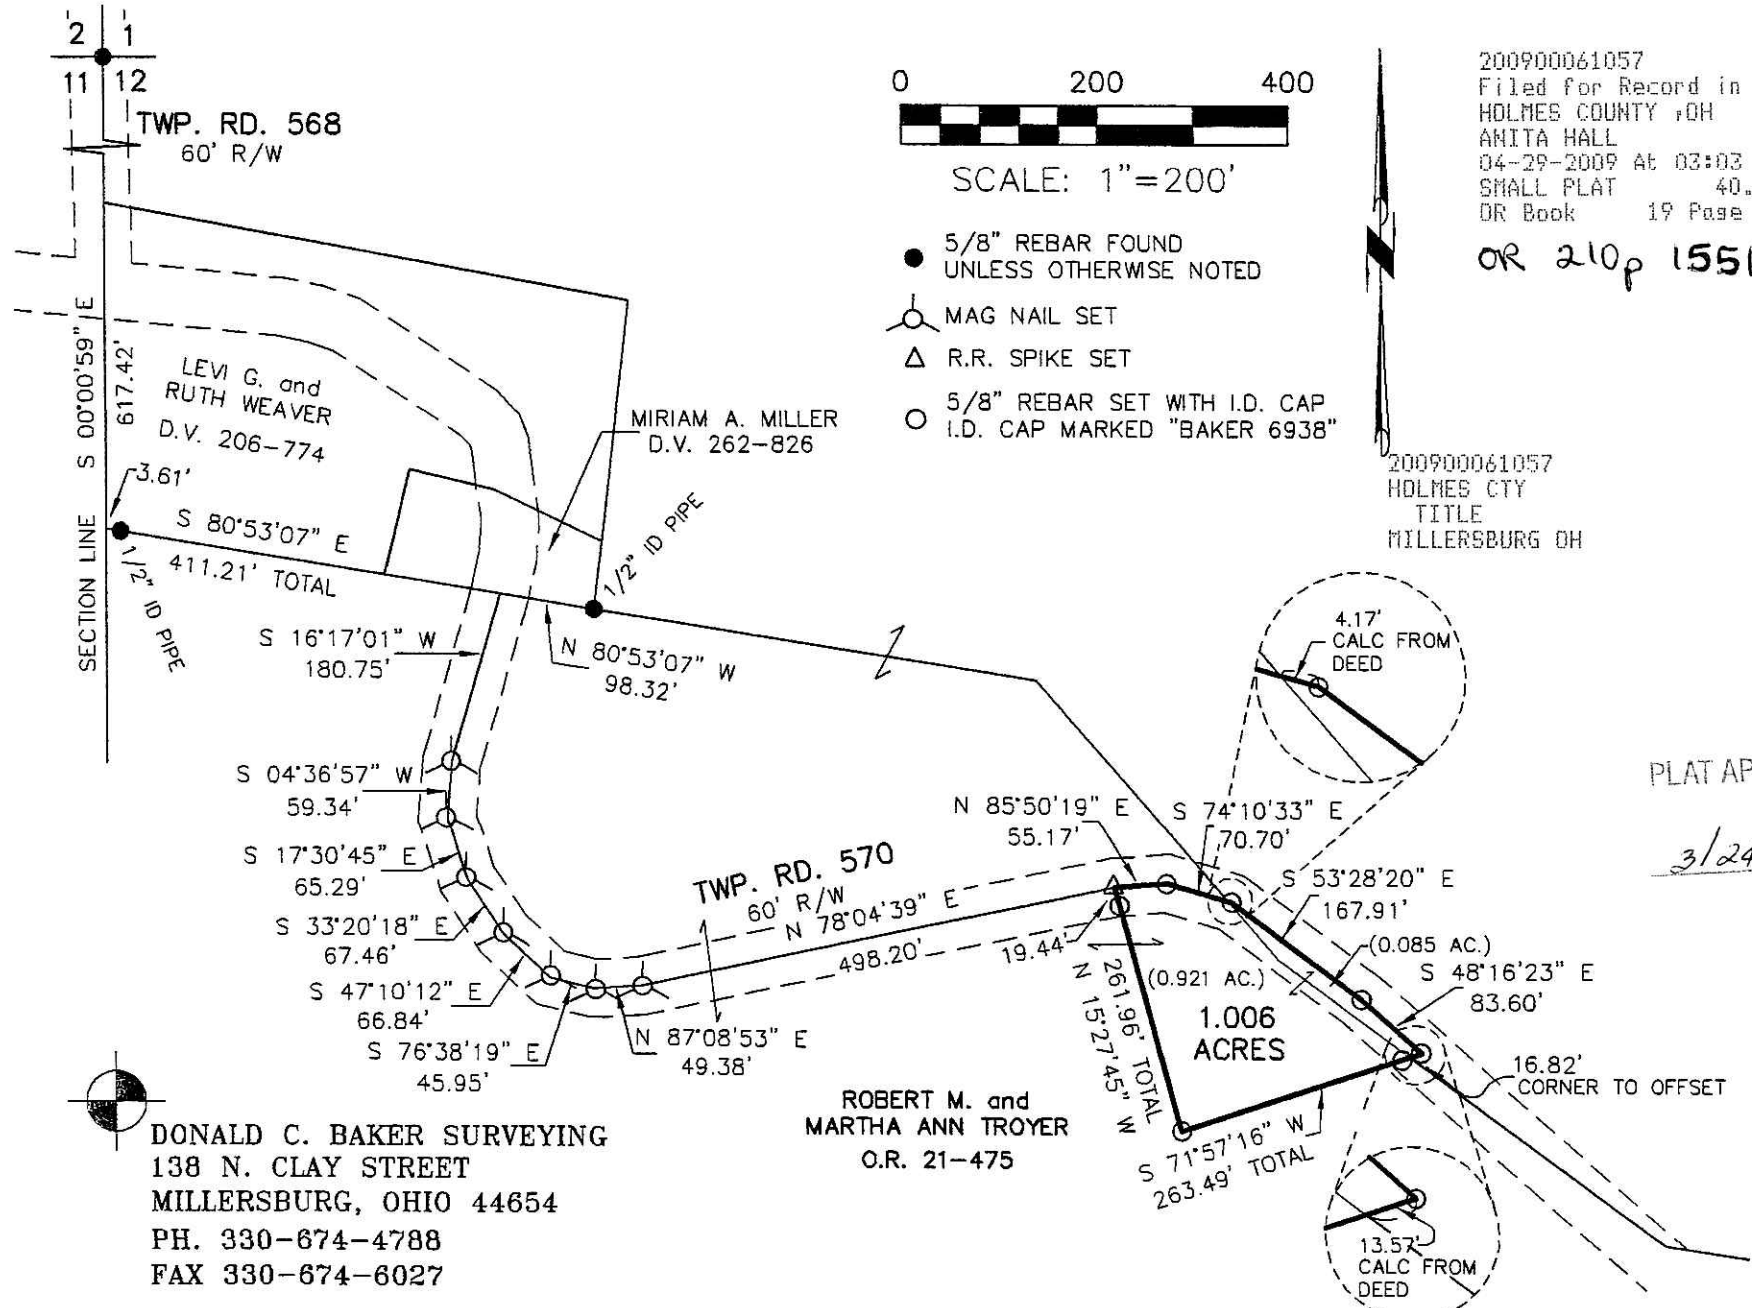 2 1
11 12
TWP. RD. 568
60' R/W
0 200 400
SCALE: 1"=200'
5/8" REBAR FOUND
UNLESS OTHERWISE NOTED
MAG NAIL SET
R.R. SPIKE SET
5/8" REBAR SET WITH I.D. CAP
I.D. CAP MARKED "BAKER 6938"
200900061057
Filed for Record in
HOLMES COUNTY ,OH
ANITA HALL
04-29-2009 At 03:03
SMALL PLAT 40.
OR Book 19 Page
OR 210p 1551
200900061057
HOLMES CTY
TITLE
MILLERSBURG OH
SECTION LINE S 00°00'59" E
617.42'
LEVI G. and
RUTH WEAVER
D.V. 206-774
3.61'
S 80°53'07" E
411.21' TOTAL
1/2" ID PIPE
MIRIAM A. MILLER
D.V. 262-826
1/2" ID PIPE
S 16°17'01" W
180.75'
N 80°53'07" W
98.32'
4.17'
CALC FROM
DEED
PLAT AP
3/24
S 04°36'57" W
59.34'
S 17°30'45" E
65.29'
S 33°20'18" E
67.46'
S 47°10'12" E
66.84'
S 76°38'19" E
45.95'
N 87°08'53" E
49.38'
TWP. RD. 570
60' R/W
N 78°04'39" E
498.20'
N 85°50'19" E
55.17'
S 74°10'33" E
70.70'
S 53°28'20" E
167.91'
(0.085 AC.)
S 48°16'23" E
83.60'
19.44'
261.96' TOTAL
N 15°27'45" W
(0.921 AC.)
1.006
ACRES
16.82'
CORNER TO OFFSET
S 71°57'16" W
263.49' TOTAL
13.57'
CALC FROM
DEED
ROBERT M. and
MARTHA ANN TROYER
O.R. 21-475
DONALD C. BAKER SURVEYING
138 N. CLAY STREET
MILLERSBURG, OHIO 44654
PH. 330-674-4788
FAX 330-674-6027